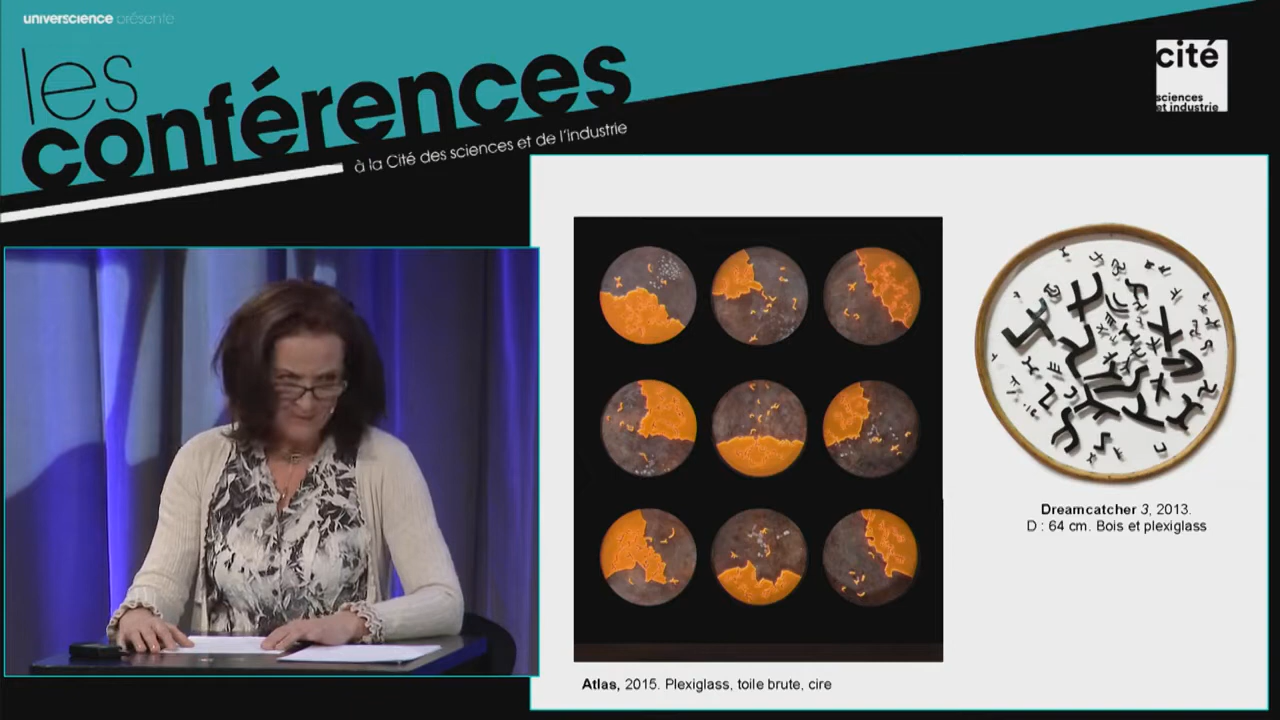 universcience présente
les
conférences
à la Cité des sciences et de l'industrie
cité
sciences
et industrie
Dreamcatcher 3, 2013.
D : 64 cm. Bois et plexiglass
Atlas, 2015. Plexiglass, toile brute, cire